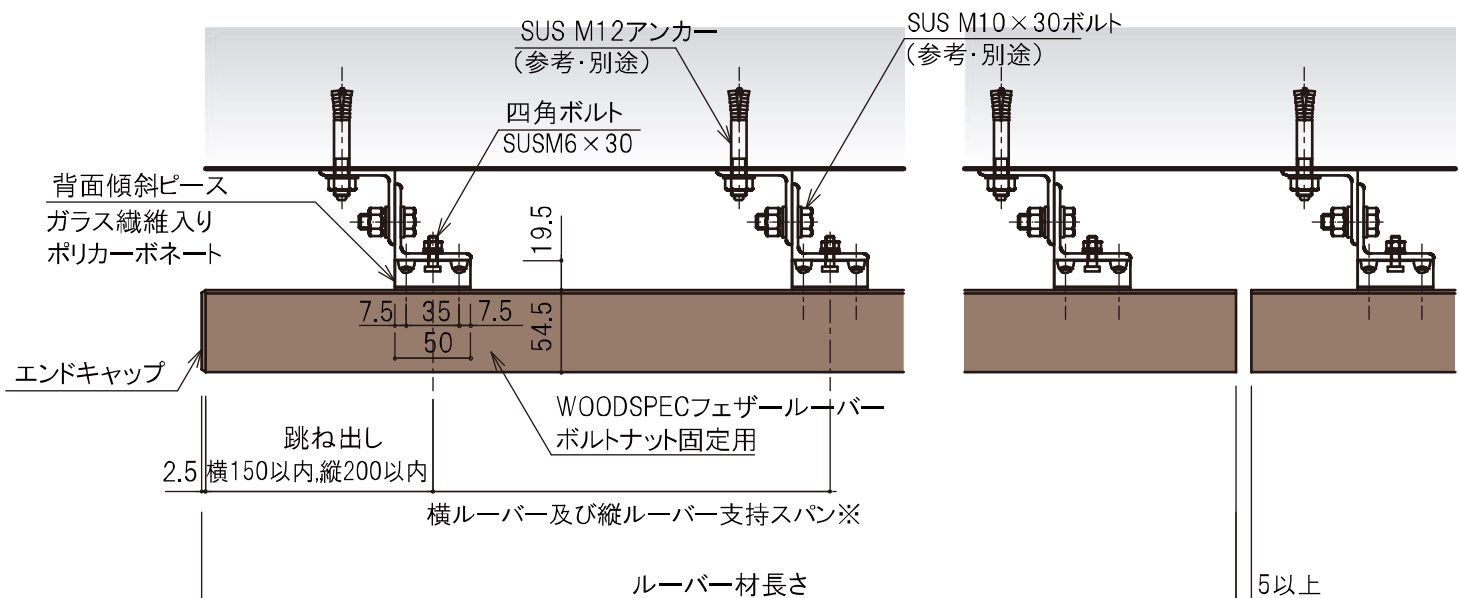 SUS M12アンカー
(参考・別途)
SUS M10×30ボルト
(参考・別途)
四角ボルト
SUSM6×30
背面傾斜ピース
ガラス繊維入り
ポリカーボネート
19.5
54.5
7.5 35 7.5
50
エンドキャップ
WOODSPECフェザールーバー
ボルトナット固定用
跳ね出し
2.5 横150以内,縦200以内
横ルーバー及び縦ルーバー支持スパン※
ルーバー材長さ
5以上